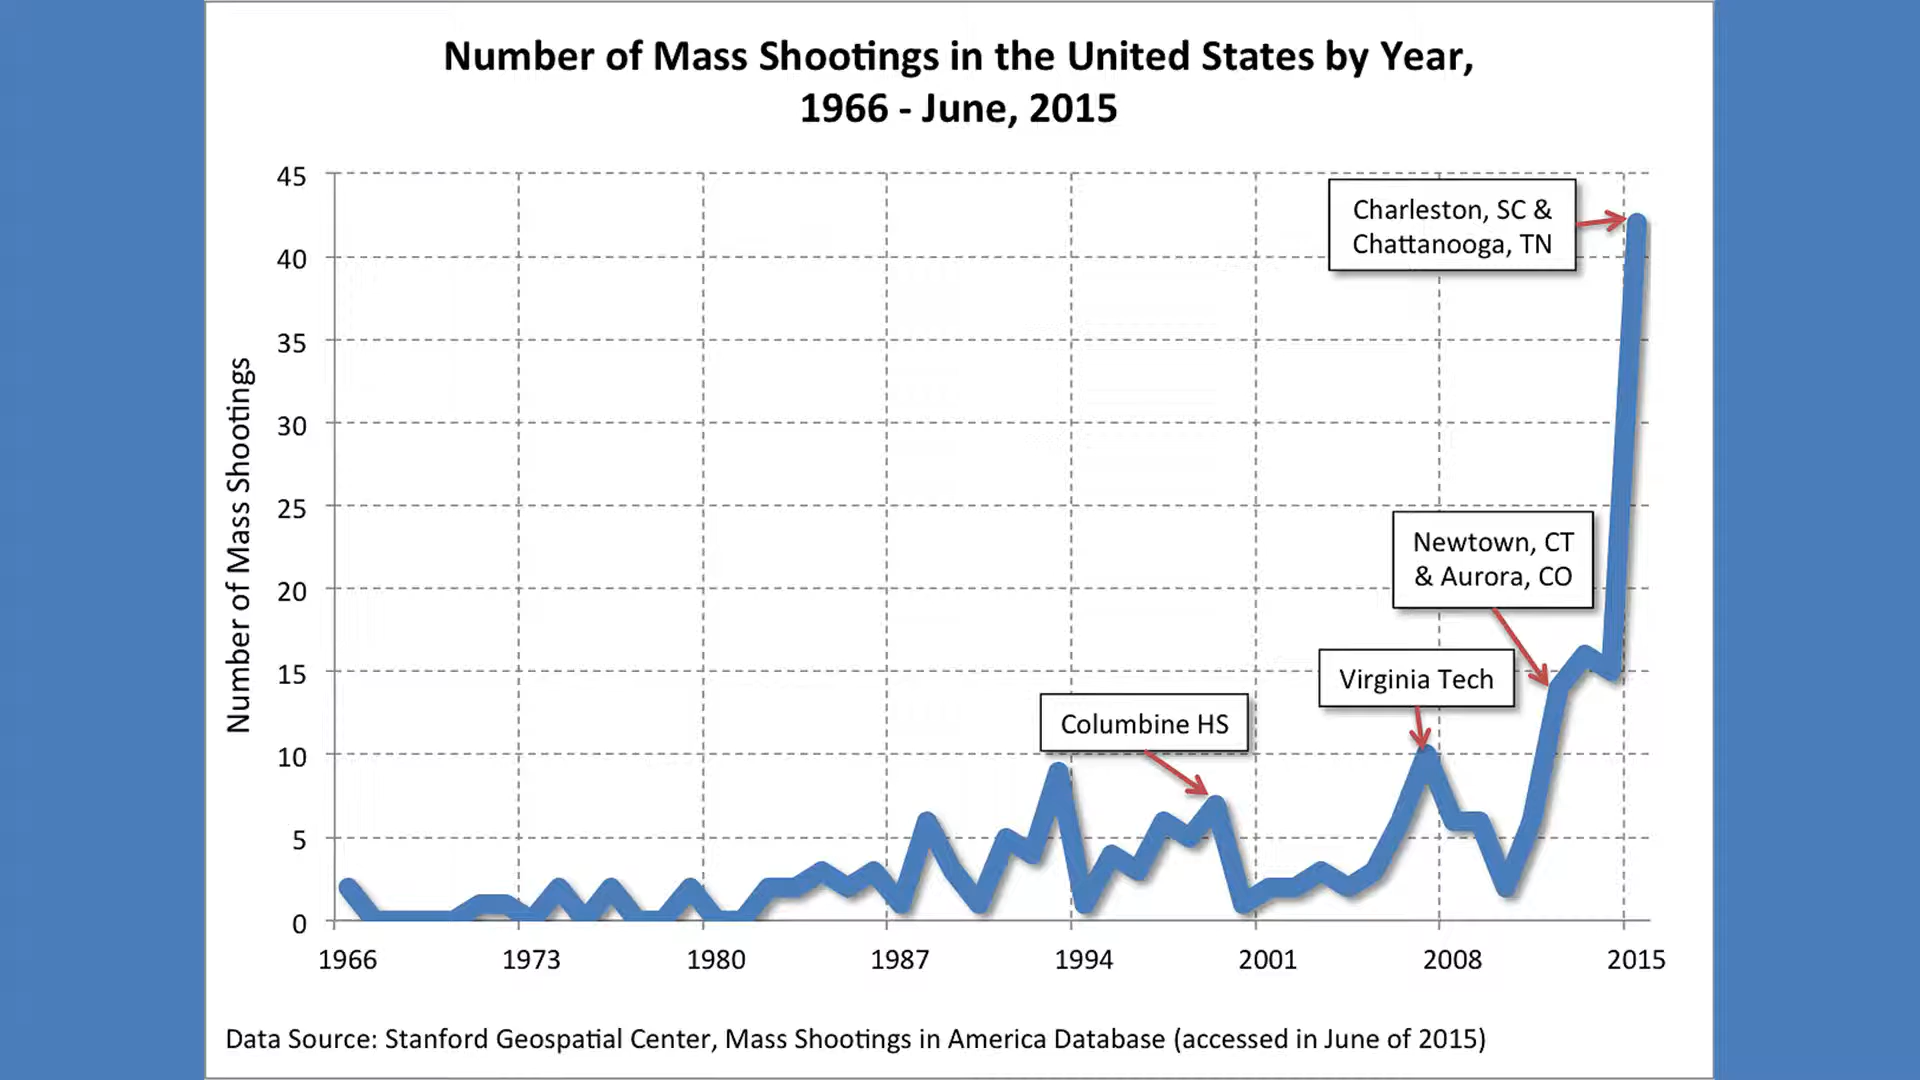 Number of Mass Shootings in the United States by Year,
1966 - June, 2015
Number of Mass Shootings
45
40
35
30
25
20
15
10
5
0
Charleston, SC &
Chattanooga, TN
Newtown, CT
& Aurora, CO
Virginia Tech
Columbine HS
1966 1973 1980 1987 1994 2001 2008 2015
Data Source: Stanford Geospatial Center, Mass Shootings in America Database (accessed in June of 2015)